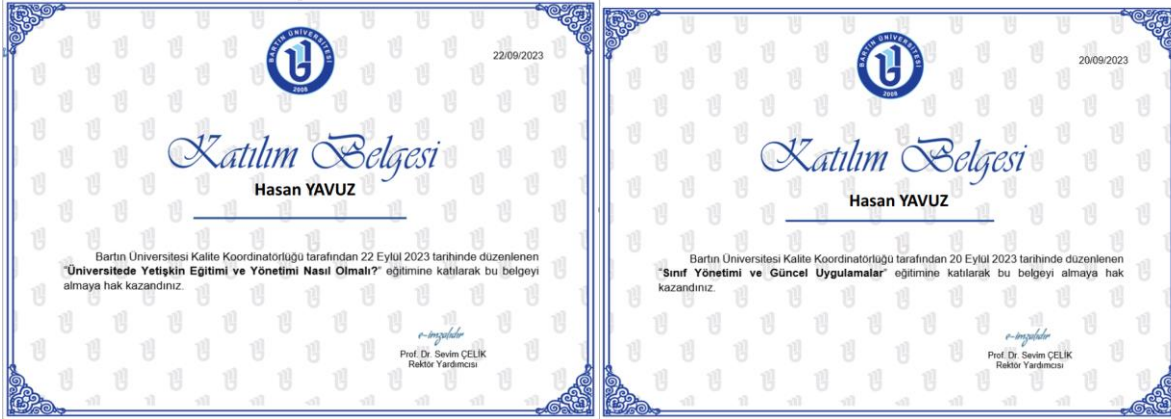 BARTIN ÜNİVERSİTESİ
2008
22/09/2023
Katılım Belgesi
Hasan YAVUZ
Bartın Üniversitesi Kalite Koordinatörlüğü tarafından 22 Eylül 2023 tarihinde düzenlenen
"Üniversitede Yetişkin Eğitimi ve Yönetimi Nasıl Olmalı?" eğitimine katılarak bu belgeyi
almaya hak kazandınız.
e-imzalıdır
Prof. Dr. Sevim ÇELİK
Rektör Yardımcısı
BARTIN ÜNİVERSİTESİ
2008
20/09/2023
Katılım Belgesi
Hasan YAVUZ
Bartın Üniversitesi Kalite Koordinatörlüğü tarafından 20 Eylül 2023 tarihinde düzenlenen
"Sınıf Yönetimi ve Güncel Uygulamalar" eğitimine katılarak bu belgeyi almaya hak
kazandınız.
e-imzalıdır
Prof. Dr. Sevim ÇELİK
Rektör Yardımcısı